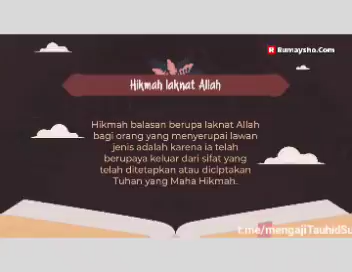 Rumaysho.Com
Hikmah laknat Allah
Hikmah balasan berupa laknat Allah
bagi orang yang menyerupai lawan
jenis adalah karena ia telah
berupaya keluar dari sifat yang
telah ditetapkan atau diciptakan
Tuhan yang Maha Hikmah.
t.me/mengajiTauhidSu